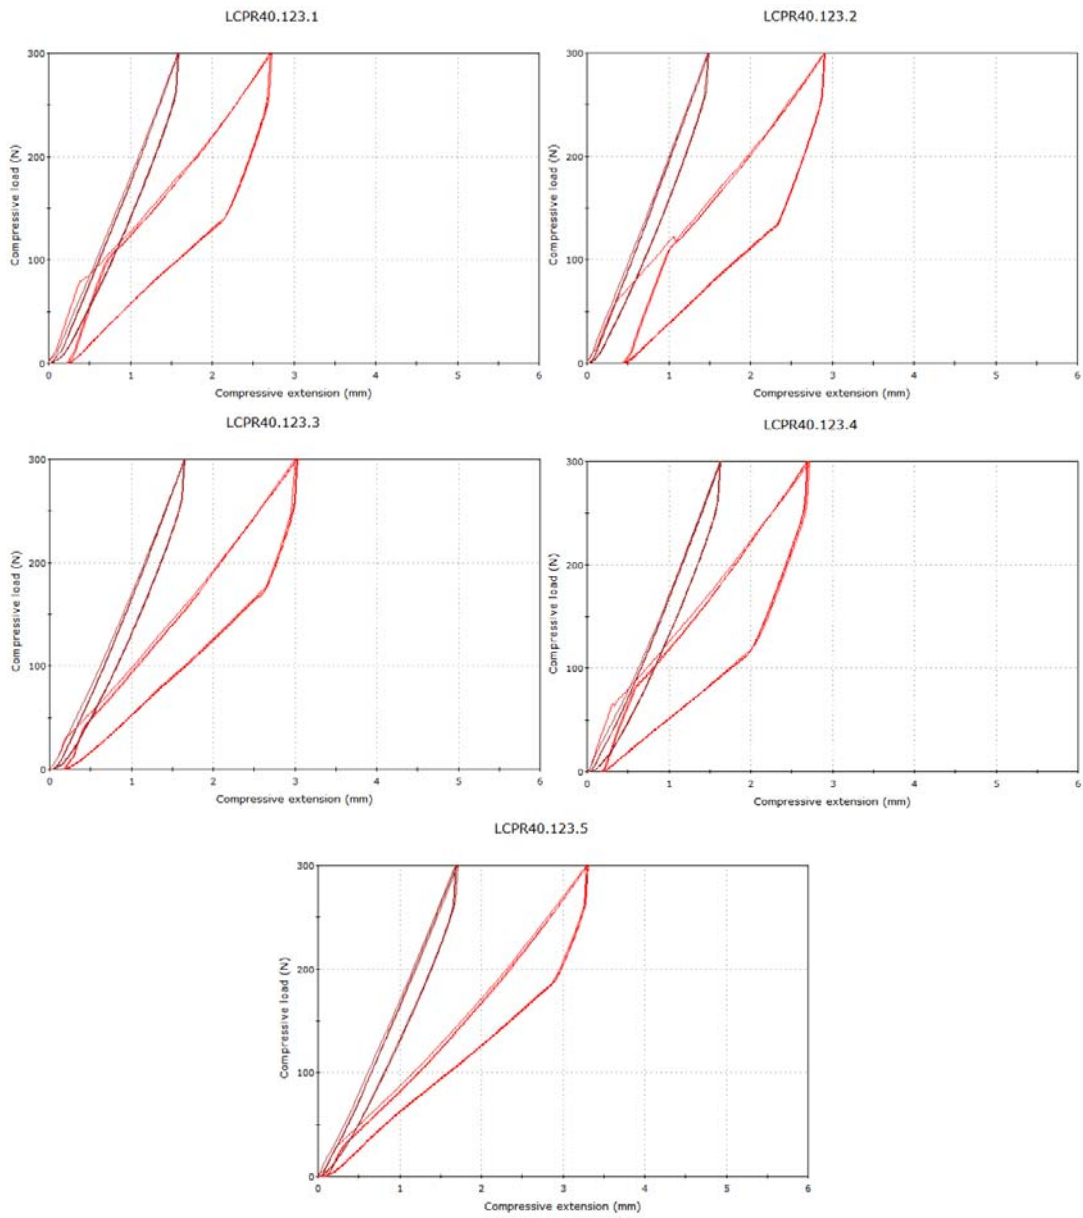 LCPR40.123.1
300
200
100
0
Compressive load (N)
0 1 2 3 4 5 6
Compressive extension (mm)
LCPR40.123.2
300
200
100
0
Compressive load (N)
0 1 2 3 4 5 6
Compressive extension (mm)
LCPR40.123.3
300
200
100
0
Compressive load (N)
0 1 2 3 4 5 6
Compressive extension (mm)
LCPR40.123.4
300
200
100
0
Compressive load (N)
0 1 2 3 4 5 6
Compressive extension (mm)
LCPR40.123.5
300
200
100
0
Compressive load (N)
0 1 2 3 4 5 6
Compressive extension (mm)